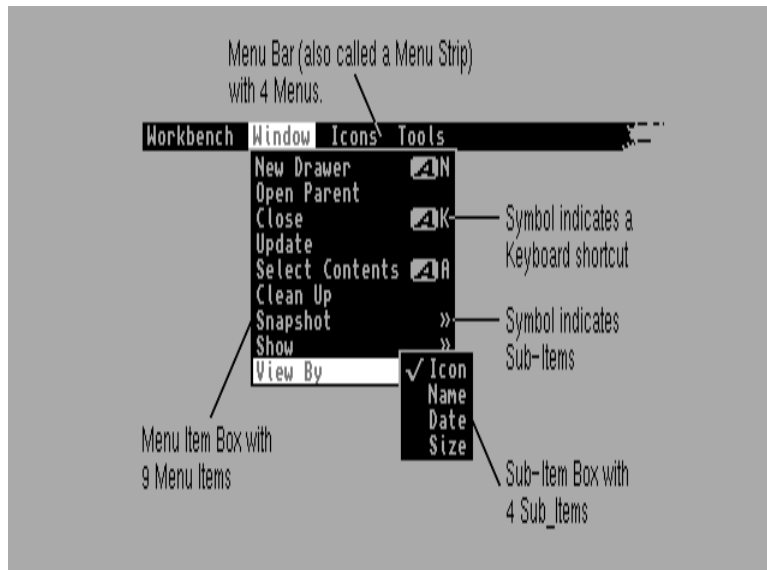 Menu Bar (also called a Menu Strip)
with 4 Menus.
Workbench Window Icons Tools
New Drawer A N
Open Parent
Close A K
Update
Select Contents A A
Clean Up
Snapshot »
Show »
View By
√ Icon
Name
Date
Size
Symbol indicates a
Keyboard shortcut
Symbol indicates
Sub-Items
Menu Item Box with
9 Menu Items
Sub-Item Box with
4 Sub_Items